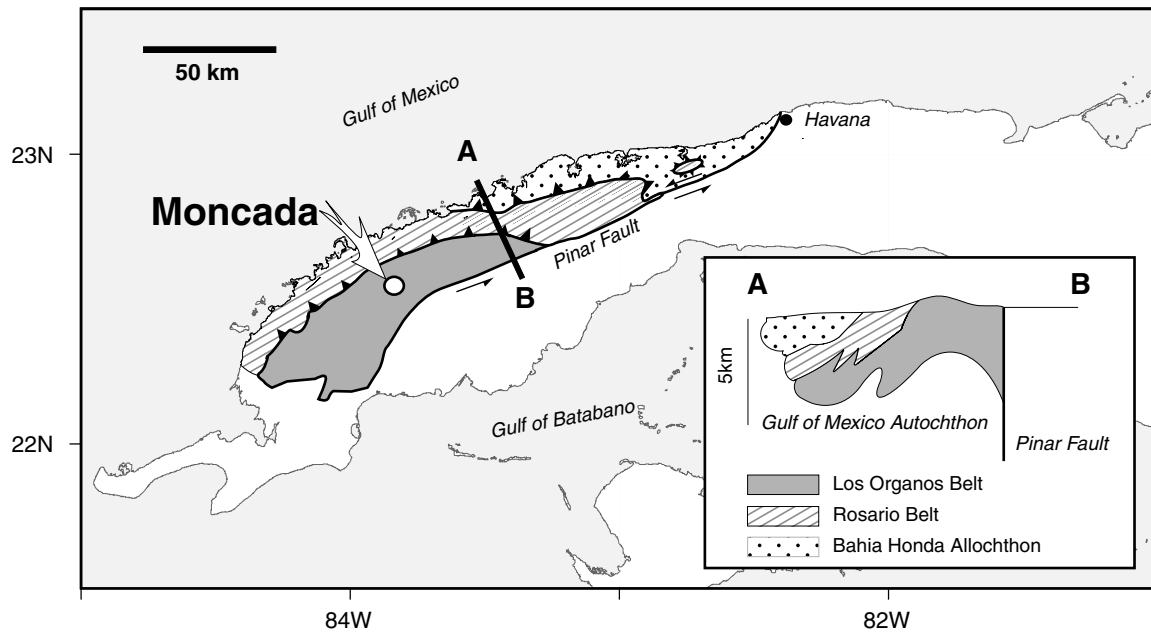 50 km
Gulf of Mexico
Havana
23N
A
Moncada
Pinar Fault
B
A
B
5km
Gulf of Mexico Autochthon
Pinar Fault
Gulf of Batabano
22N
Los Organos Belt
Rosario Belt
Bahia Honda Allochthon
84W
82W